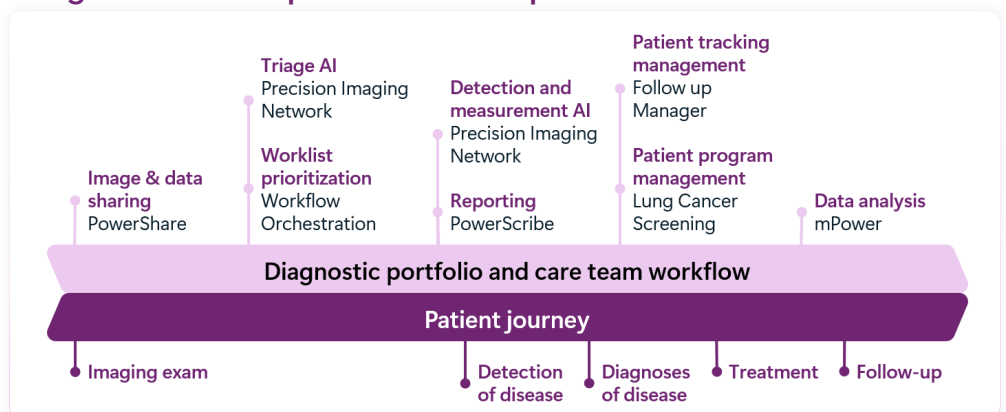 Image & data
sharing
PowerShare
Triage AI
Precision Imaging
Network
Worklist
prioritization
Workflow
Orchestration
Detection and
measurement AI
Precision Imaging
Network
Reporting
PowerScribe
Patient tracking
management
Follow up
Manager
Patient program
management
Lung Cancer
Screening
Data analysis
mPower
Diagnostic portfolio and care team workflow
Patient journey
Imaging exam
Detection
of disease
Diagnoses
of disease
Treatment
Follow-up